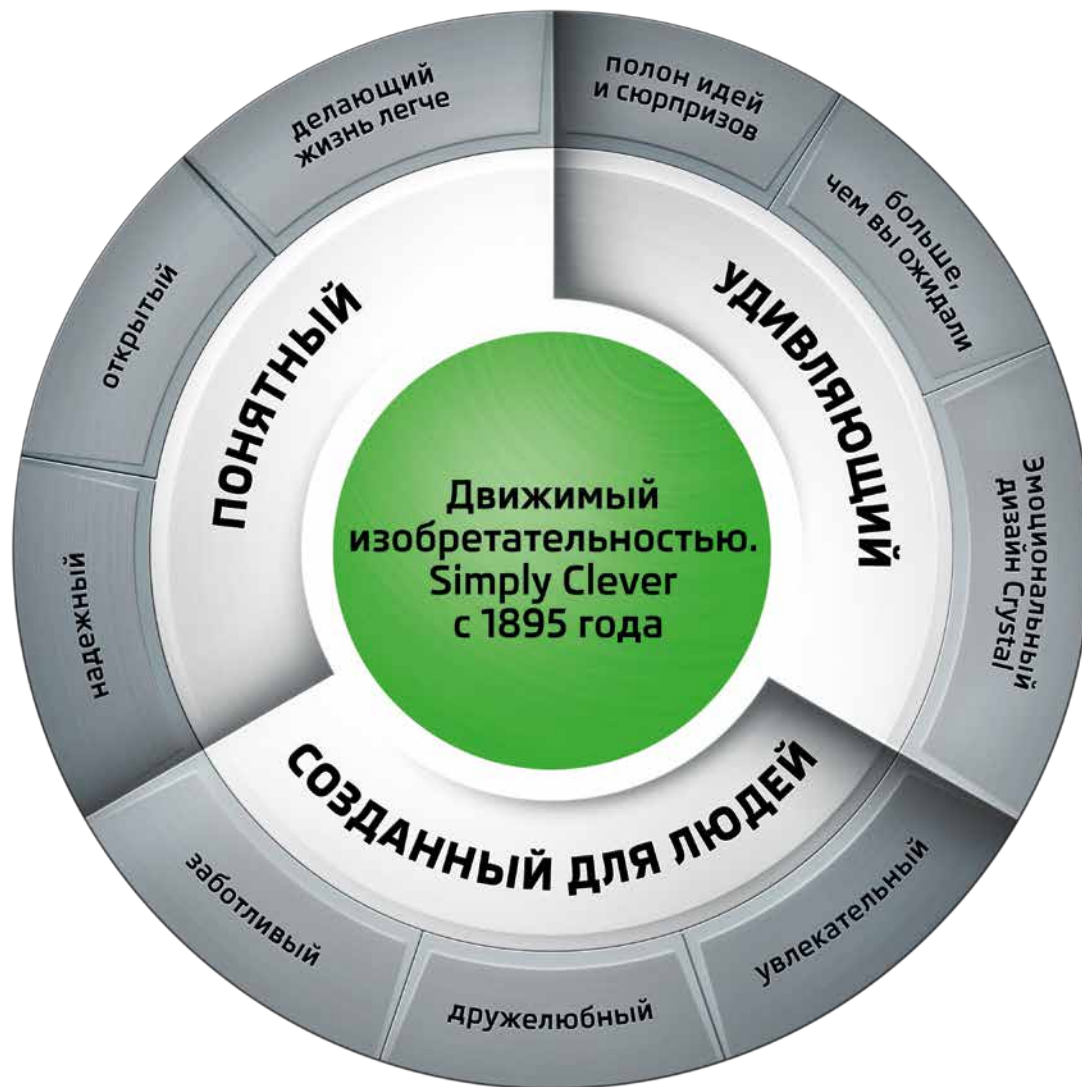 делающий
жизнь легче
полон идей
и сюрпризов
больше,
чем вы ожидали
открытый
ПОНЯТНЫЙ
УДИВЛЯЮЩИЙ
Эмоциональный
дизайн Crystal
Движимый
изобретательностью.
Simply Clever
с 1895 года
надежный
СОЗДАННЫЙ ДЛЯ ЛЮДЕЙ
заботливый
дружелюбный
увлекательный